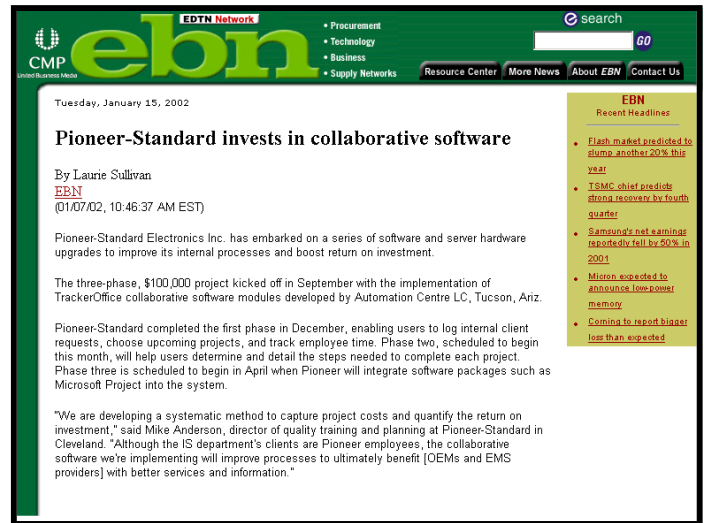 EDTN Network
ebn
CMP
United Business Media
• Procurement
• Technology
• Business
• Supply Networks
search
GO
Resource Center
More News
About EBN
Contact Us
Tuesday, January 15, 2002
Pioneer-Standard invests in collaborative software
By Laurie Sullivan
EBN
(01/07/02, 10:46:37 AM EST)
Pioneer-Standard Electronics Inc. has embarked on a series of software and server hardware
upgrades to improve its internal processes and boost return on investment.
The three-phase, $100,000 project kicked off in September with the implementation of
TrackerOffice collaborative software modules developed by Automation Centre LC, Tucson, Ariz.
Pioneer-Standard completed the first phase in December, enabling users to log internal client
requests, choose upcoming projects, and track employee time. Phase two, scheduled to begin
this month, will help users determine and detail the steps needed to complete each project.
Phase three is scheduled to begin in April when Pioneer will integrate software packages such as
Microsoft Project into the system.
"We are developing a systematic method to capture project costs and quantify the return on
investment," said Mike Anderson, director of quality training and planning at Pioneer-Standard in
Cleveland. "Although the IS department's clients are Pioneer employees, the collaborative
software we're implementing will improve processes to ultimately benefit [OEMs and EMS
providers] with better services and information."
EBN
Recent Headlines
• Flash market predicted to
slump another 20% this
year
• TSMC chief predicts
strong recovery by fourth
quarter
• Samsung's net earnings
reportedly fell by 50% in
2001
• Micron expected to
announce low-power
memory
• Corning to report bigger
loss than expected